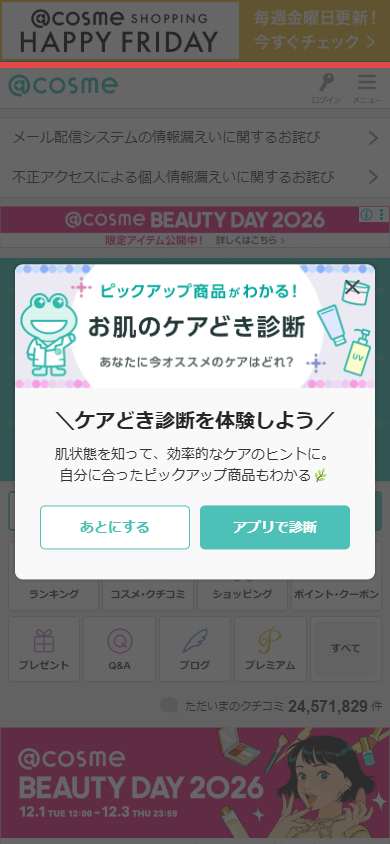 @cosme SHOPPING
HAPPY FRIDAY
毎週金曜日更新！
今すぐチェック
@cosme
ログイン
メニュー
メール配信システムの情報漏えいに関するお詫び
不正アクセスによる個人情報漏えいに関するお詫び
@cosme BEAUTY DAY 2026
限定アイテム公開中！ 詳しくはこちら
ピックアップ商品がわかる！
お肌のケアどき診断
あなたに今オススメのケアはどれ？
UV
＼ケアどき診断を体験しよう／
肌状態を知って、効率的なケアのヒントに。
自分に合ったピックアップ商品もわかる
あとにする
アプリで診断
ランキング
コスメ・クチコミ
ショッピング
ポイント・クーポン
プレゼント
Q&A
ブログ
プレミアム
すべて
ただいまのクチコミ 24,571,829 件
@cosme
BEAUTY DAY 2026
12.1 TUE 12:00 - 12.3 THU 23:59